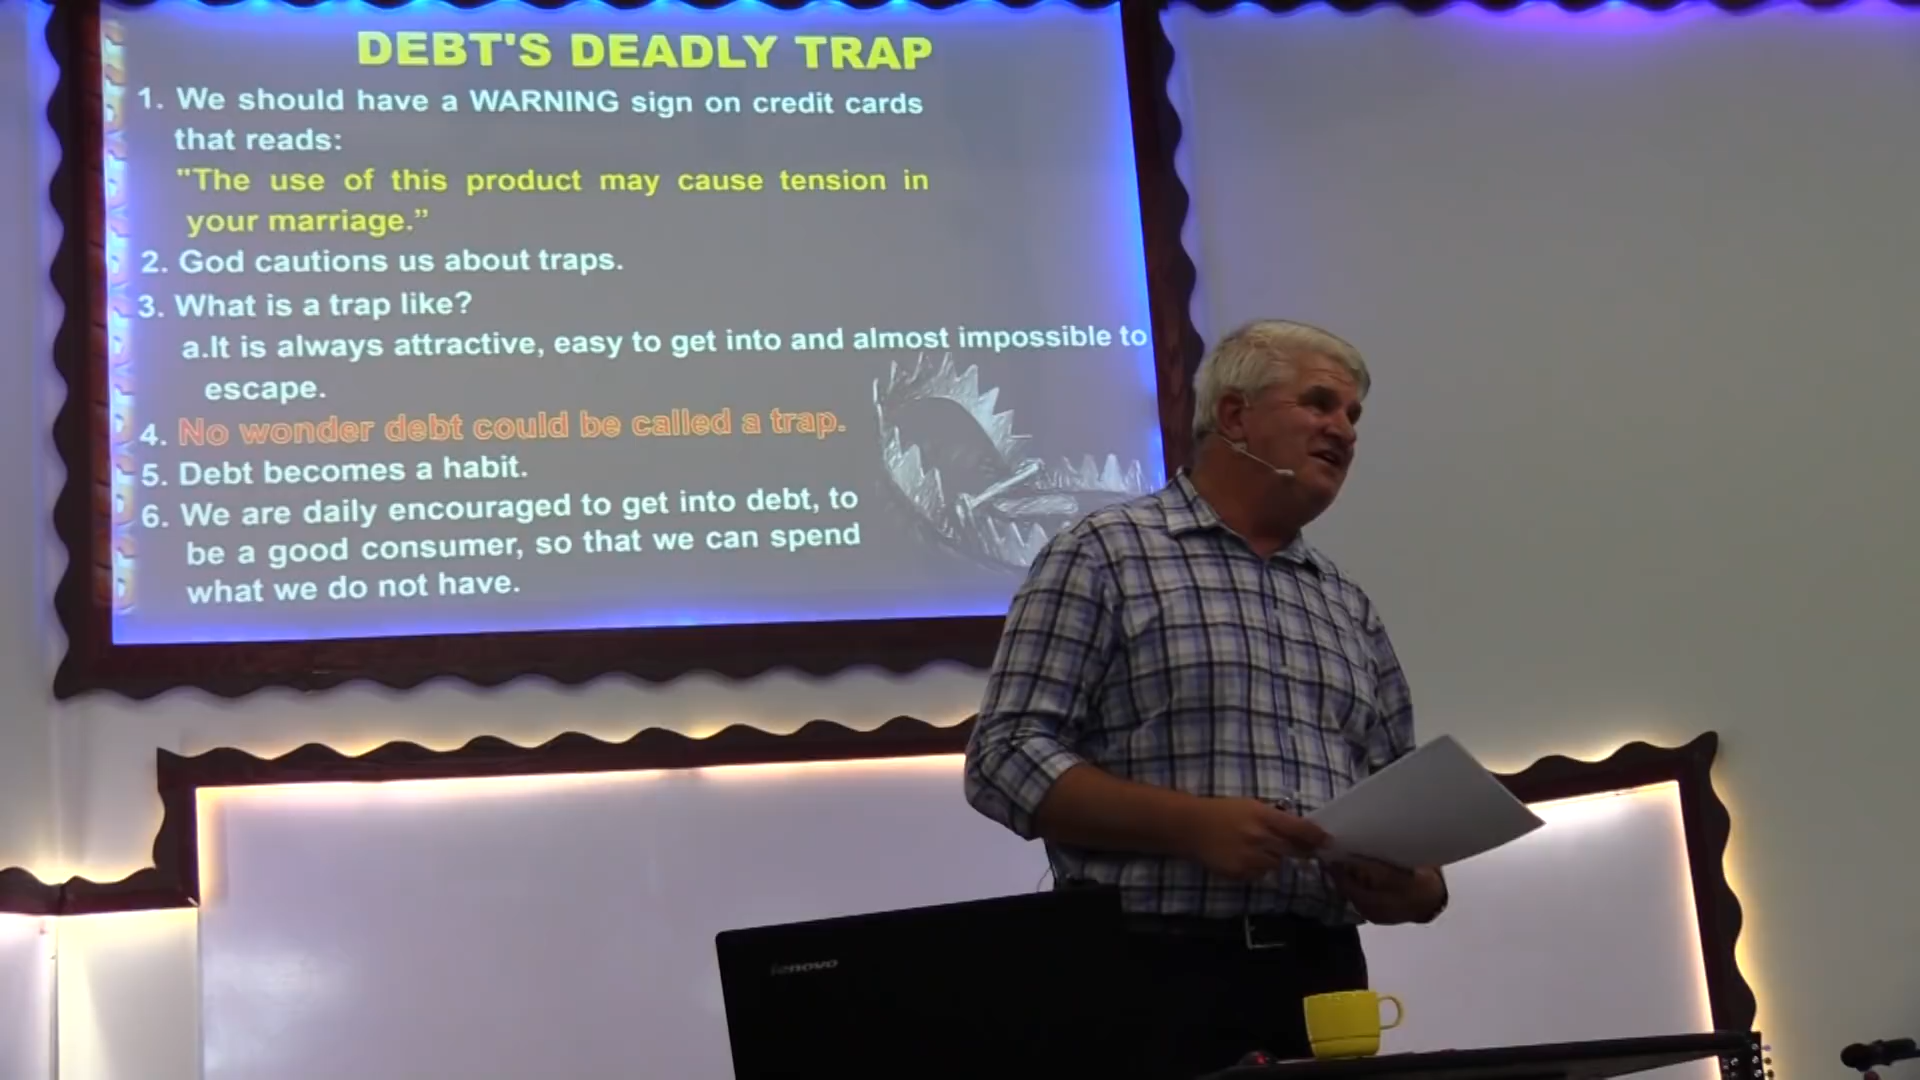 DEBT'S DEADLY TRAP
1. We should have a WARNING sign on credit cards
that reads:
"The use of this product may cause tension in
your marriage.”
2. God cautions us about traps.
3. What is a trap like?
a.It is always attractive, easy to get into and almost impossible to
escape.
4. No wonder debt could be called a trap.
5. Debt becomes a habit.
6. We are daily encouraged to get into debt, to
be a good consumer, so that we can spend
what we do not have.
lenovo